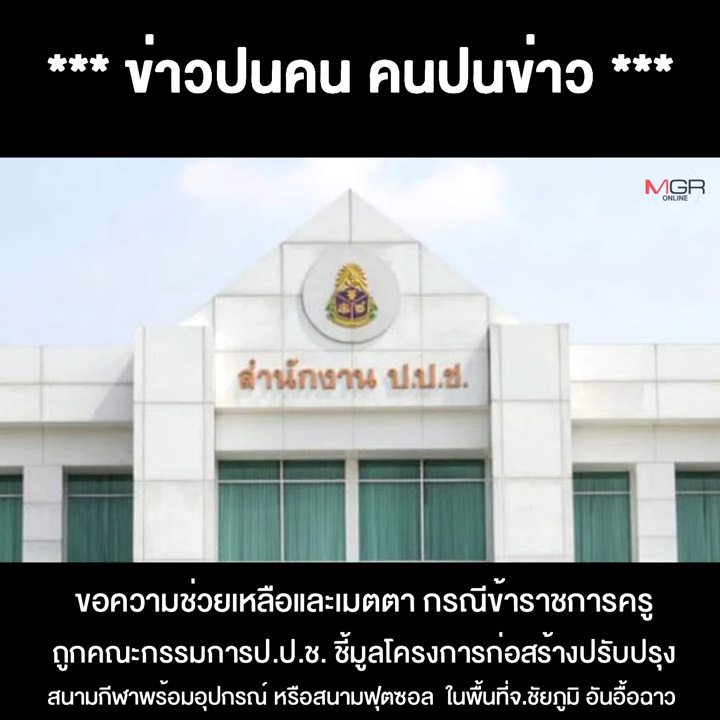 *** ข่าวปนคน คนปนข่าว ***
MGR
ONLINE
สำนักงาน ป.ป.ช.
ขอความช่วยเหลือและเมตตา กรณีข้าราชการครู
ถูกคณะกรรมการป.ป.ช. ชี้มูลโครงการก่อสร้างปรับปรุง
สนามกีฬาพร้อมอุปกรณ์ หรือสนามฟุตซอล ในพื้นที่จ.ชัยภูมิ อันอื้อฉาว